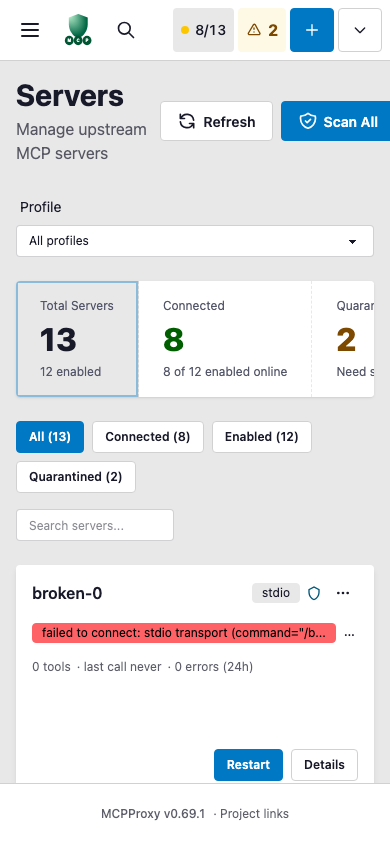 MCP
8/13
2
Servers
Manage upstream
MCP servers
Refresh
Scan All
Profile
All profiles
Total Servers
13
12 enabled
Connected
8
8 of 12 enabled online
Quarar
2
Need s
All (13)
Connected (8)
Enabled (12)
Quarantined (2)
Search servers...
broken-0
stdio
failed to connect: stdio transport (command="/b...
0 tools · last call never · 0 errors (24h)
Restart
Details
MCPProxy v0.69.1 · Project links